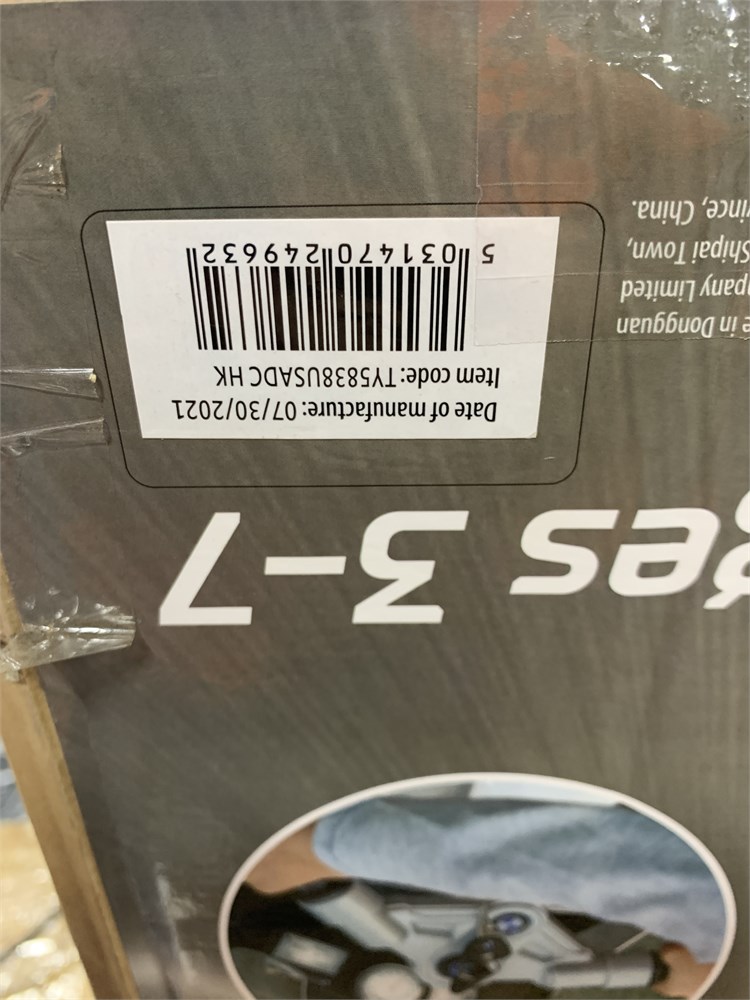 ges 3-7
in Dongguan
pany Limited
Shipai Town,
ince, China.
Date of manufacture: 07/30/2021
Item code: TY5838USADC HK
5 031470 249632